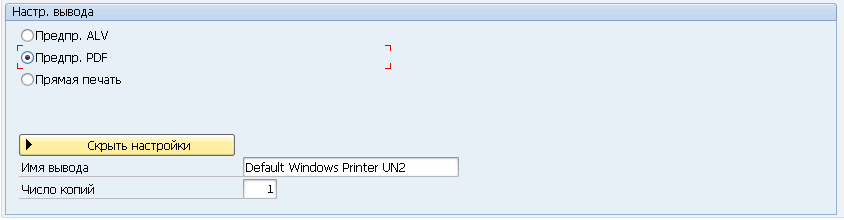 Настр. вывода
Предпр. ALV
Предпр. PDF
Прямая печать
Скрыть настройки
Имя вывода Default Windows Printer UN2
Число копий 1